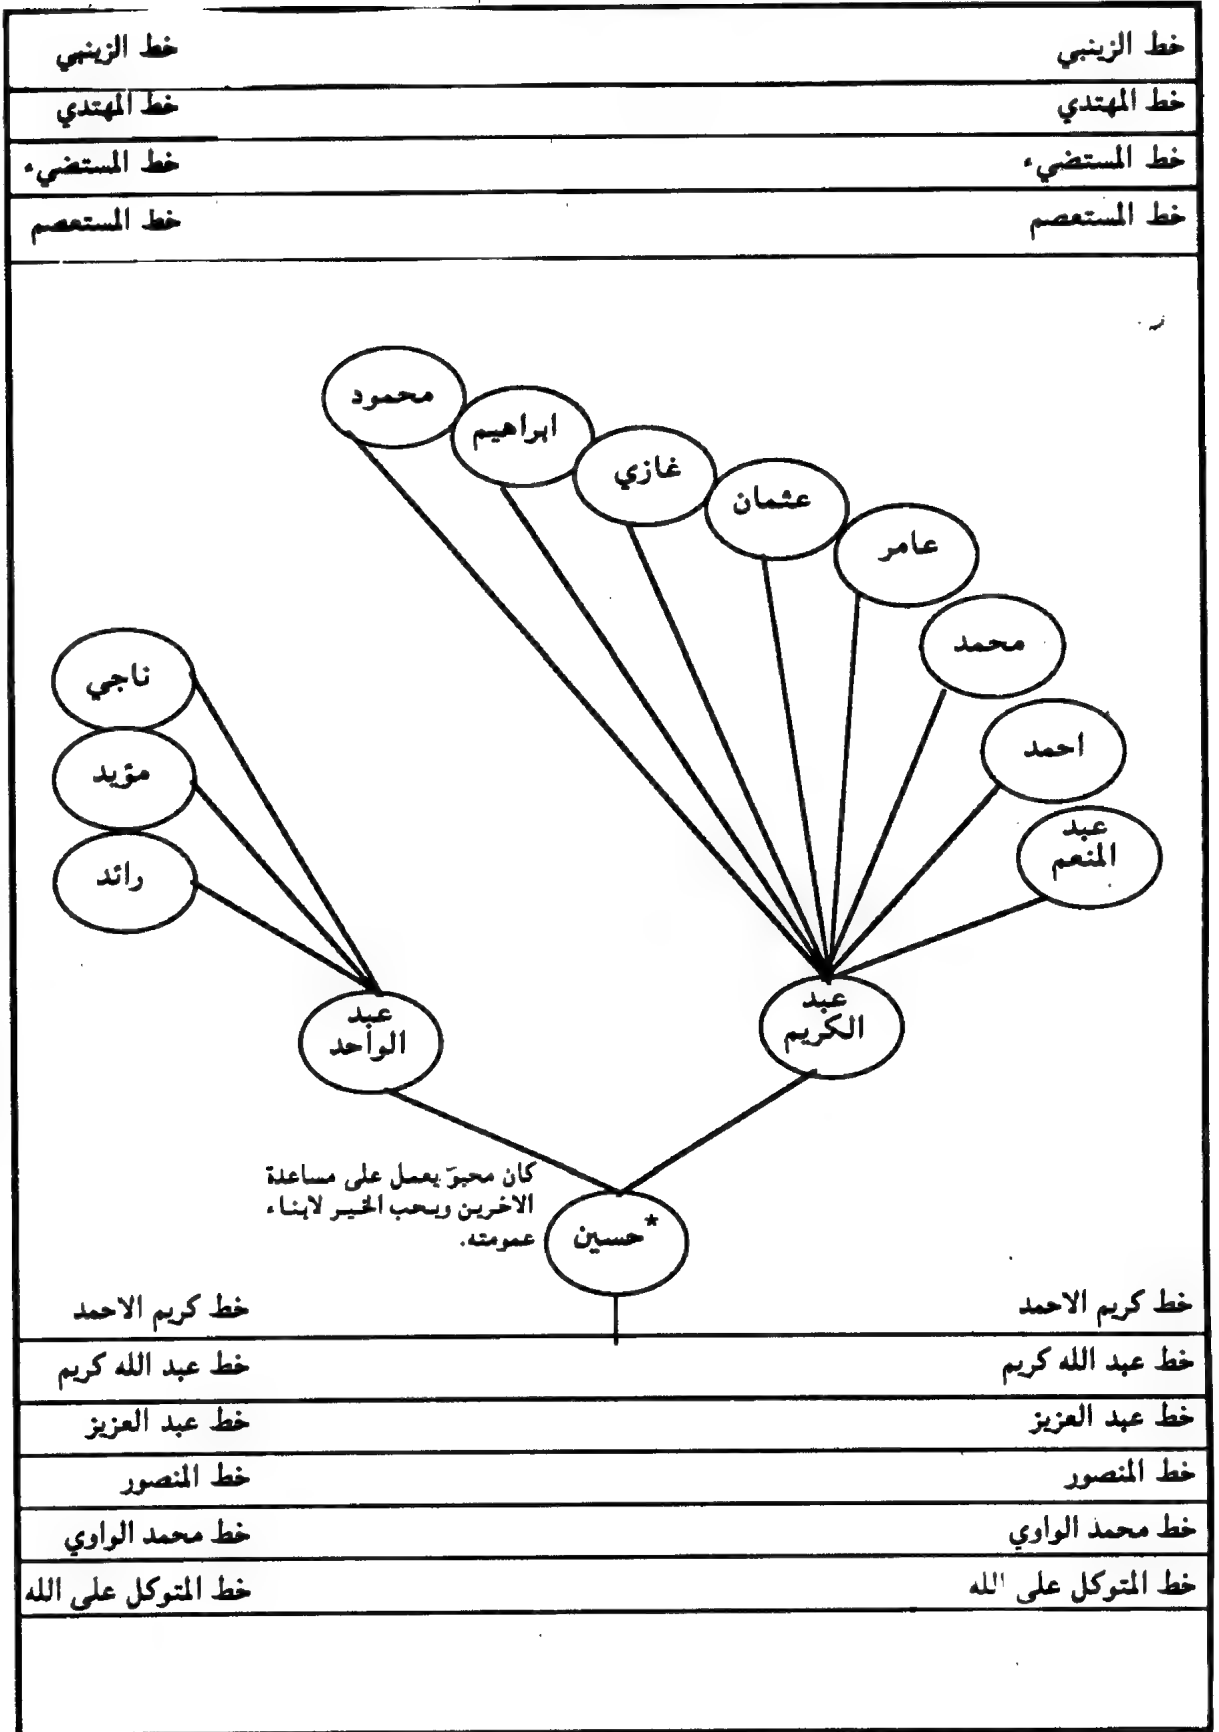 خط الزينبي خط الزينبي
خط المهتدي خط المهتدي
خط المستضيء خط المستضيء
خط المستعصم خط المستعصم
محمود
ابراهيم
غازي
عثمان
عامر
محمد
احمد
عبد
المنعم
ناجي
مؤيد
رائد
عبد
الكريم
عبد
الواحد
كان محبوّ يعمل على مساعدة
الاخرين ويحب الخير لابناء
عمومته.
*حسين
خط كريم الاحمد خط كريم الاحمد
خط عبد الله كريم خط عبد الله كريم
خط عبد العزيز خط عبد العزيز
خط المنصور خط المنصور
خط محمد الواوي خط محمد الواوي
خط المتوكل على الله خط المتوكل على الله